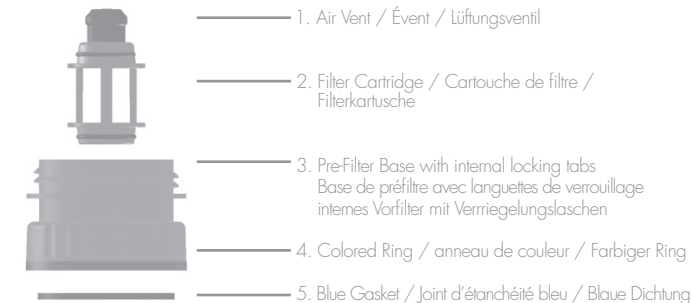 1. Air Vent / Évent / Lüftungsventil
2. Filter Cartridge / Cartouche de filtre /
Filterkartusche
3. Pre-Filter Base with internal locking tabs
Base de préfiltre avec languettes de verrouillage
internes Vorfilter mit Verrriegelungslaschen
4. Colored Ring / anneau de couleur / Farbiger Ring
5. Blue Gasket / Joint d'étanchéité bleu / Blaue Dichtung